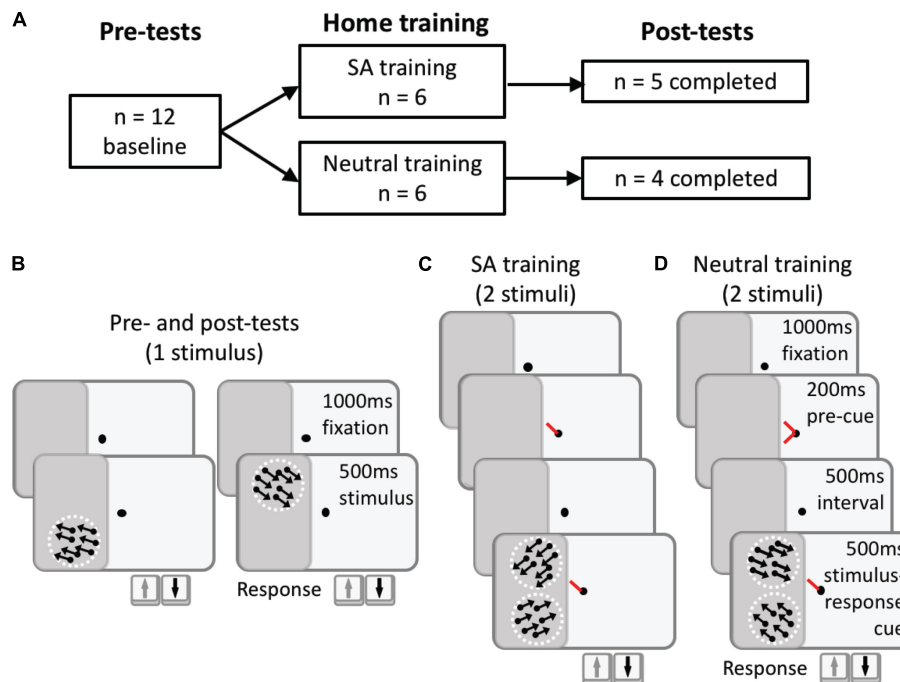 A
Pre-tests
Home training
Post-tests
n = 12
baseline
SA training
n = 6
n = 5 completed
Neutral training
n = 6
n = 4 completed
B
Pre- and post-tests
(1 stimulus)
1000ms
fixation
500ms
stimulus
Response
C
SA training
(2 stimuli)
D
Neutral training
(2 stimuli)
1000ms
fixation
200ms
pre-cue
500ms
interval
500ms
stimulus-
response
cue
Response